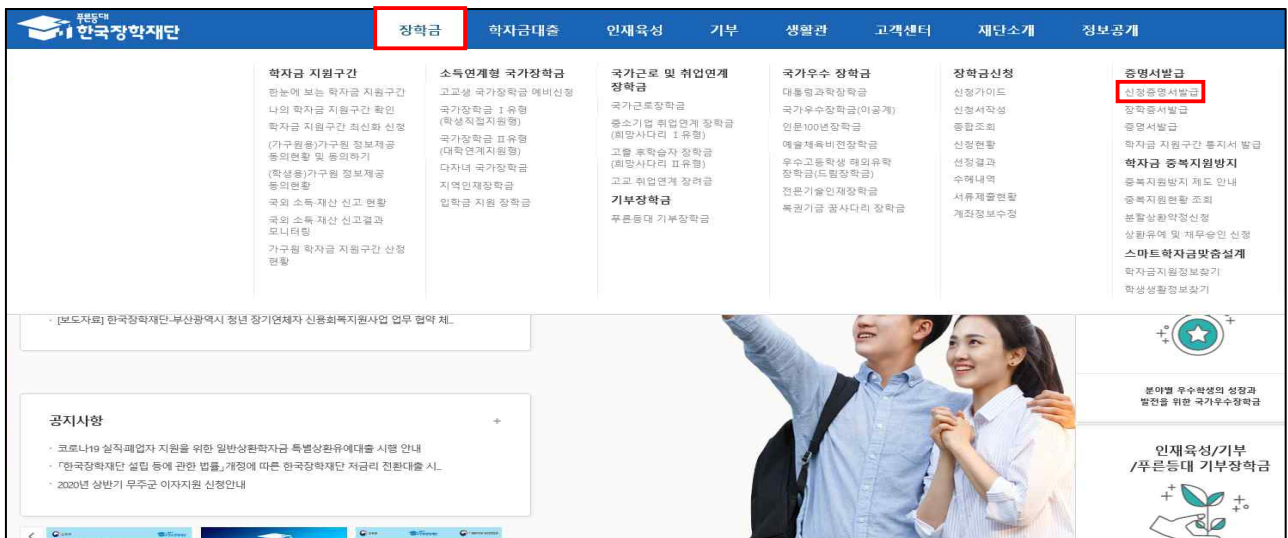 푸른등대
한국장학재단
장학금 학자금대출 인재육성 기부 생활관 고객센터 재단소개 정보공개
학자금 지원구간
한눈에 보는 학자금 지원구간
나의 학자금 지원구간 확인
학자금 지원구간 최신화 신청
(가구원용)가구원 정보제공
동의현황 및 동의하기
(학생용)가구원 정보제공
동의현황
국외 소득·재산 신고 현황
국외 소득·재산 신고결과
모니터링
가구원 학자금 지원구간 산정
현황
소득연계형 국가장학금
고교생 국가장학금 예비신청
국가장학금 Ⅰ유형
(학생직접지원형)
국가장학금 Ⅱ유형
(대학연계지원형)
다자녀 국가장학금
지역인재장학금
입학금 지원 장학금
국가근로 및 취업연계
장학금
국가근로장학금
중소기업 취업연계 장학금
(희망사다리 Ⅰ유형)
고졸 후학습자 장학금
(희망사다리 Ⅱ유형)
고교 취업연계 장려금
기부장학금
푸른등대 기부장학금
국가우수 장학금
대통령과학장학금
국가우수장학금(이공계)
인문100년장학금
예술체육비전장학금
우수고등학생 해외유학
장학금(드림장학금)
전문기술인재장학금
복권기금 꿈사다리 장학금
장학금신청
신청가이드
신청서작성
종합조회
신청현황
선정결과
수혜내역
서류제출현황
계좌정보수정
증명서발급
신청증명서발급
장학증서발급
증명서발급
학자금 지원구간 통지서 발급
학자금 중복지원방지
중복지원방지 제도 안내
중복지원현황 조회
분할상환약정신청
상환유예 및 채무승인 신청
스마트학자금맞춤설계
학자금지원정보찾기
학생생활정보찾기
· [보도자료] 한국장학재단-부산광역시 청년 장기연체자 신용회복지원사업 업무 협약 체...
공지사항 +
· 코로나19 실직폐업자 지원을 위한 일반상환학자금 특별상환유예대출 시행 안내
· 「한국장학재단 설립 등에 관한 법률」개정에 따른 한국장학재단 저금리 전환대출 시...
· 2020년 상반기 무주군 이자지원 신청안내
분야별 우수학생의 성장과
발전을 위한 국가우수장학금
인재육성/기부
/푸른등대 기부장학금